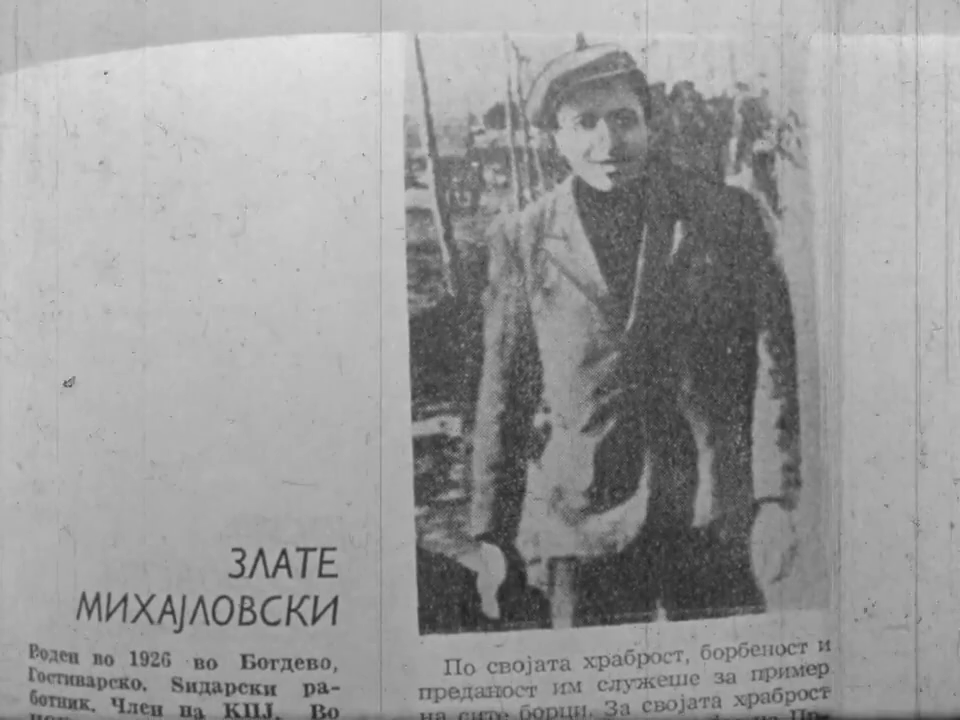 ЗЛАТЕ
МИХАЈЛОВСКИ
Роден во 1926 во Богдево,
Гостиварско. Ѕидарски ра-
ботник. Член на КПЈ. Во
По својата храброст, борбеност и
преданост им служеше за пример
на сите борци. За својата храброст